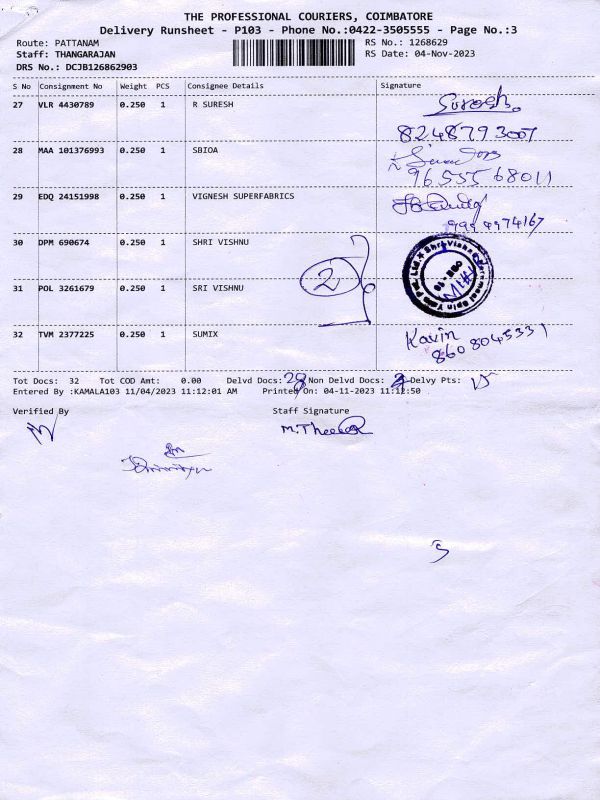 THE PROFESSIONAL COURIERS, COIMBATORE
Delivery Runsheet - P103 - Phone No.:0422-3505555 - Page No.:3
Route: PATTANAM RS No.: 1268629
Staff: THANGARAJAN RS Date: 04-Nov-2023
DRS No.: DCJB126862903
S No Consignment No Weight PCS Consignee Details Signature
27 VLR 4430789 0.250 1 R SURESH Suresh
8248793007
28 MAA 101376993 0.250 1 SBIOA
96555 68011
29 EDQ 24151998 0.250 1 VIGNESH SUPERFABRICS
9994974167
30 DPM 690674 0.250 1 SHRI VISHNU
2
31 POL 3261679 0.250 1 SRI VISHNU
32 TVM 2377225 0.250 1 SUMIX Kavin
8608045331
Tot Docs: 32 Tot COD Amt: 0.00 Delvd Docs: 28 Non Delvd Docs: Delvy Pts: 15
Entered By :KAMALA103 11/04/2023 11:12:01 AM Printed On: 04-11-2023 11:12:50
Verified By Staff Signature